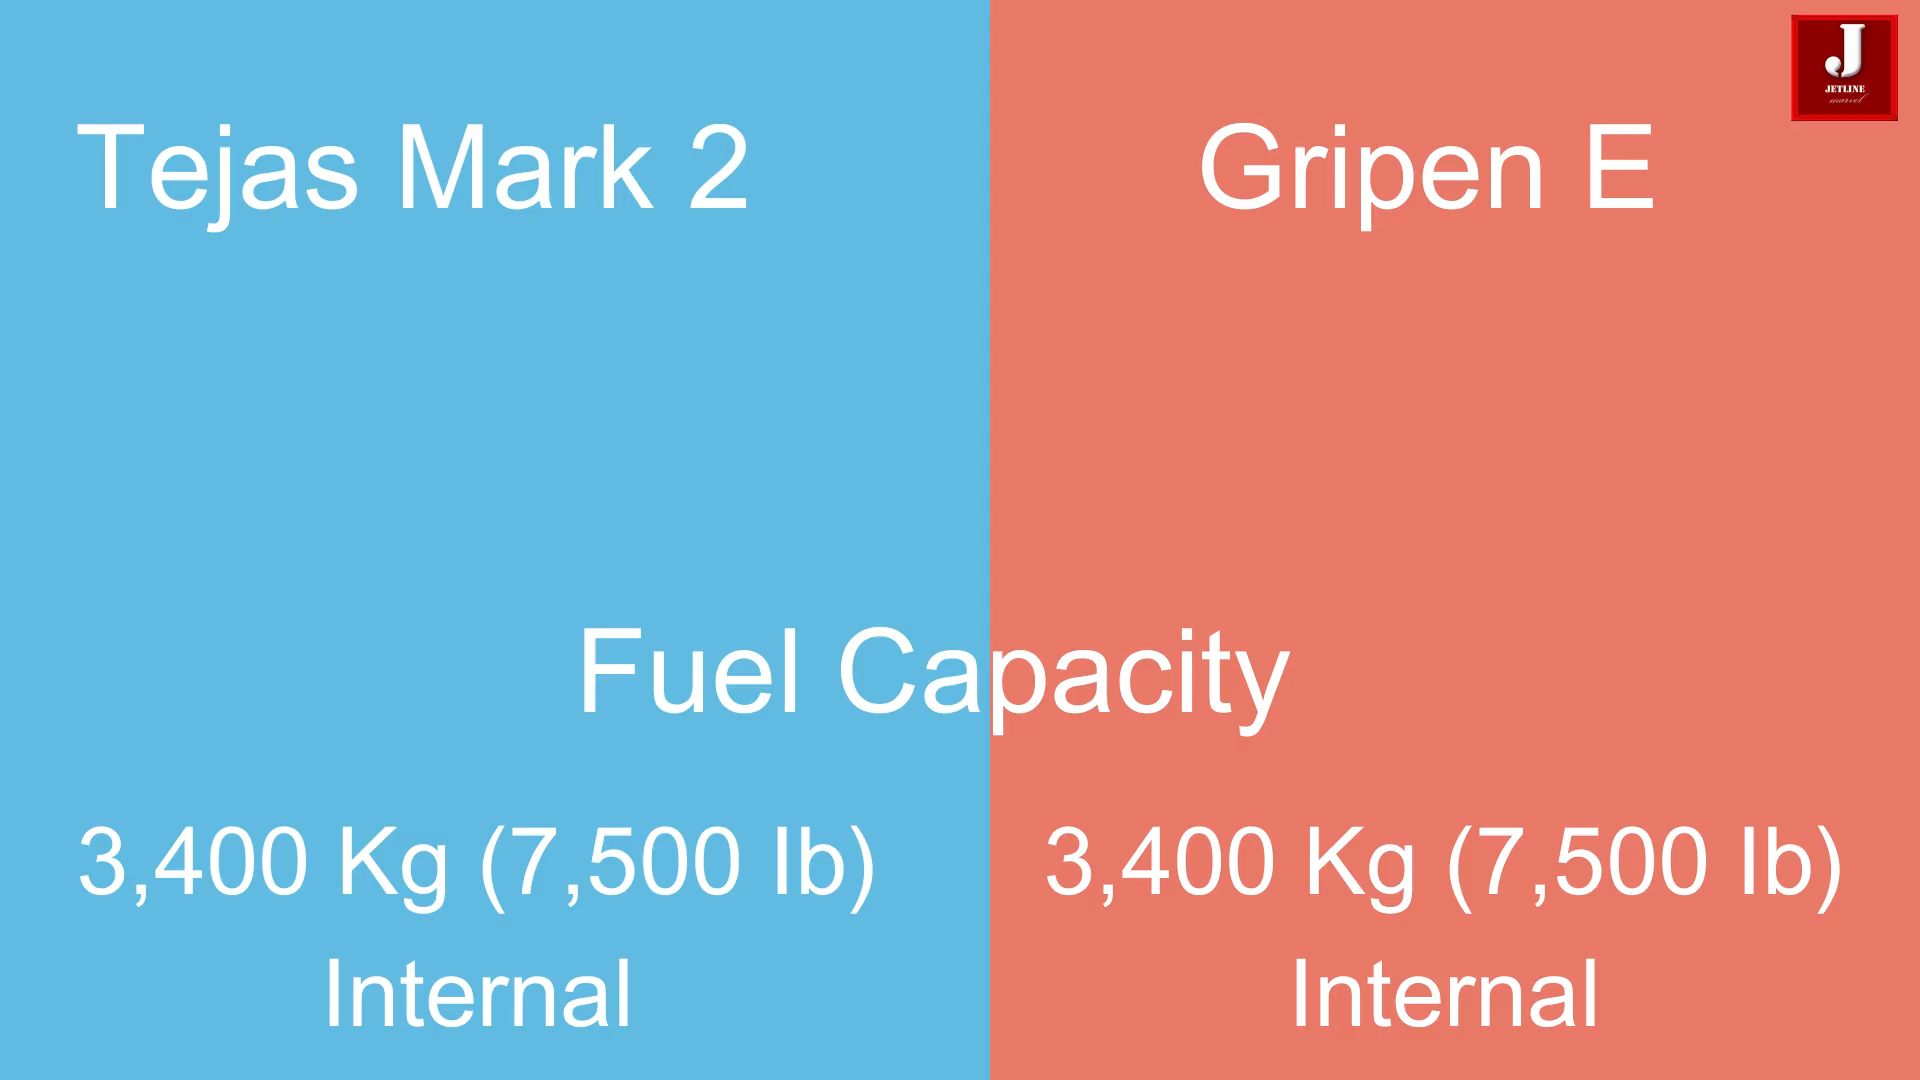 J
JETLINE
marvel
Tejas Mark 2
Gripen E
Fuel Capacity
3,400 Kg (7,500 lb)
Internal
3,400 Kg (7,500 lb)
Internal